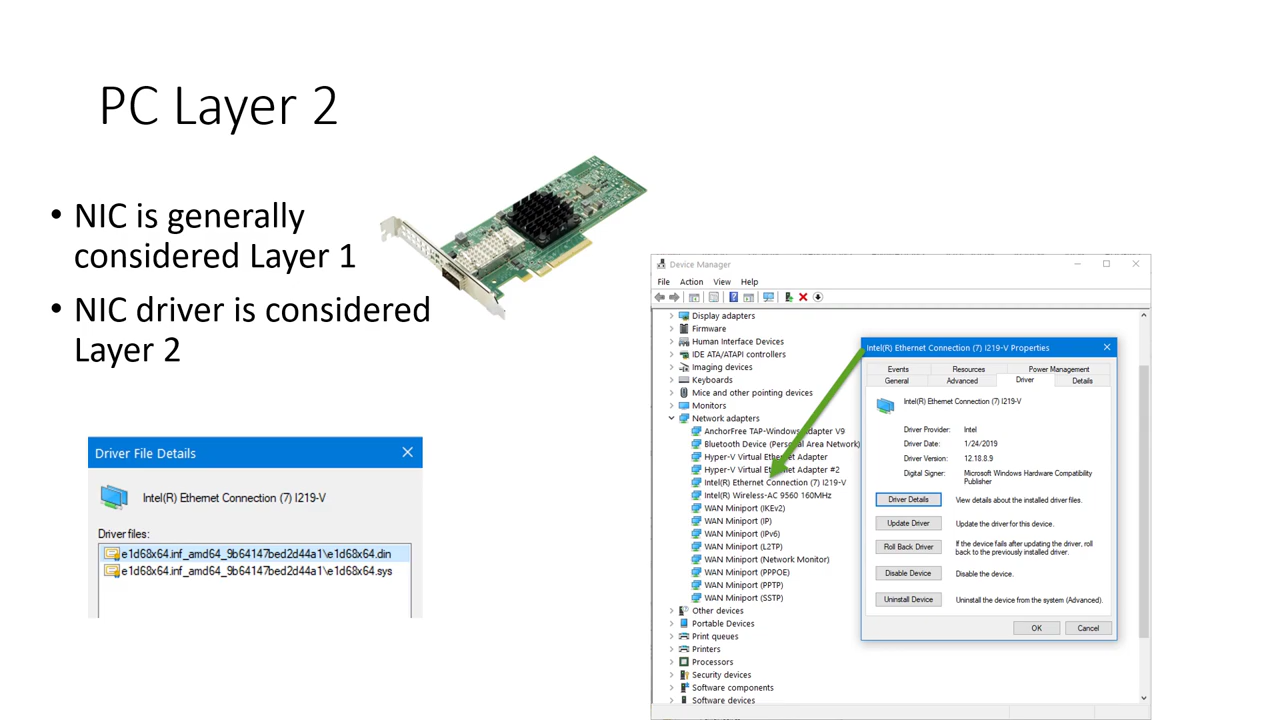 PC Layer 2
• NIC is generally
considered Layer 1
• NIC driver is considered
Layer 2
Driver File Details
Intel(R) Ethernet Connection (7) I219-V
Driver files:
e1d68x64.inf_amd64_9b64147bed2d44a1\e1d68x64.din
e1d68x64.inf_amd64_9b64147bed2d44a1\e1d68x64.sys
Device Manager
File Action View Help
Display adapters
Firmware
Human Interface Devices
IDE ATA/ATAPI controllers
Imaging devices
Keyboards
Mice and other pointing devices
Monitors
Network adapters
AnchorFree TAP-Windows Adapter V9
Bluetooth Device (Personal Area Network)
Hyper-V Virtual Ethernet Adapter
Hyper-V Virtual Ethernet Adapter #2
Intel(R) Ethernet Connection (7) I219-V
Intel(R) Wireless-AC 9560 160MHz
WAN Miniport (IKEv2)
WAN Miniport (IP)
WAN Miniport (IPv6)
WAN Miniport (L2TP)
WAN Miniport (Network Monitor)
WAN Miniport (PPPOE)
WAN Miniport (PPTP)
WAN Miniport (SSTP)
Other devices
Portable Devices
Print queues
Printers
Processors
Security devices
Software components
Software devices
Intel(R) Ethernet Connection (7) I219-V Properties
Events Resources Power Management
General Advanced Driver Details
Intel(R) Ethernet Connection (7) I219-V
Driver Provider: Intel
Driver Date: 1/24/2019
Driver Version: 12.18.8.9
Digital Signer: Microsoft Windows Hardware Compatibility
Publisher
Driver Details View details about the installed driver files.
Update Driver Update the driver for this device.
Roll Back Driver If the device fails after updating the driver, roll
back to the previously installed driver.
Disable Device Disable the device.
Uninstall Device Uninstall the device from the system (Advanced).
OK Cancel